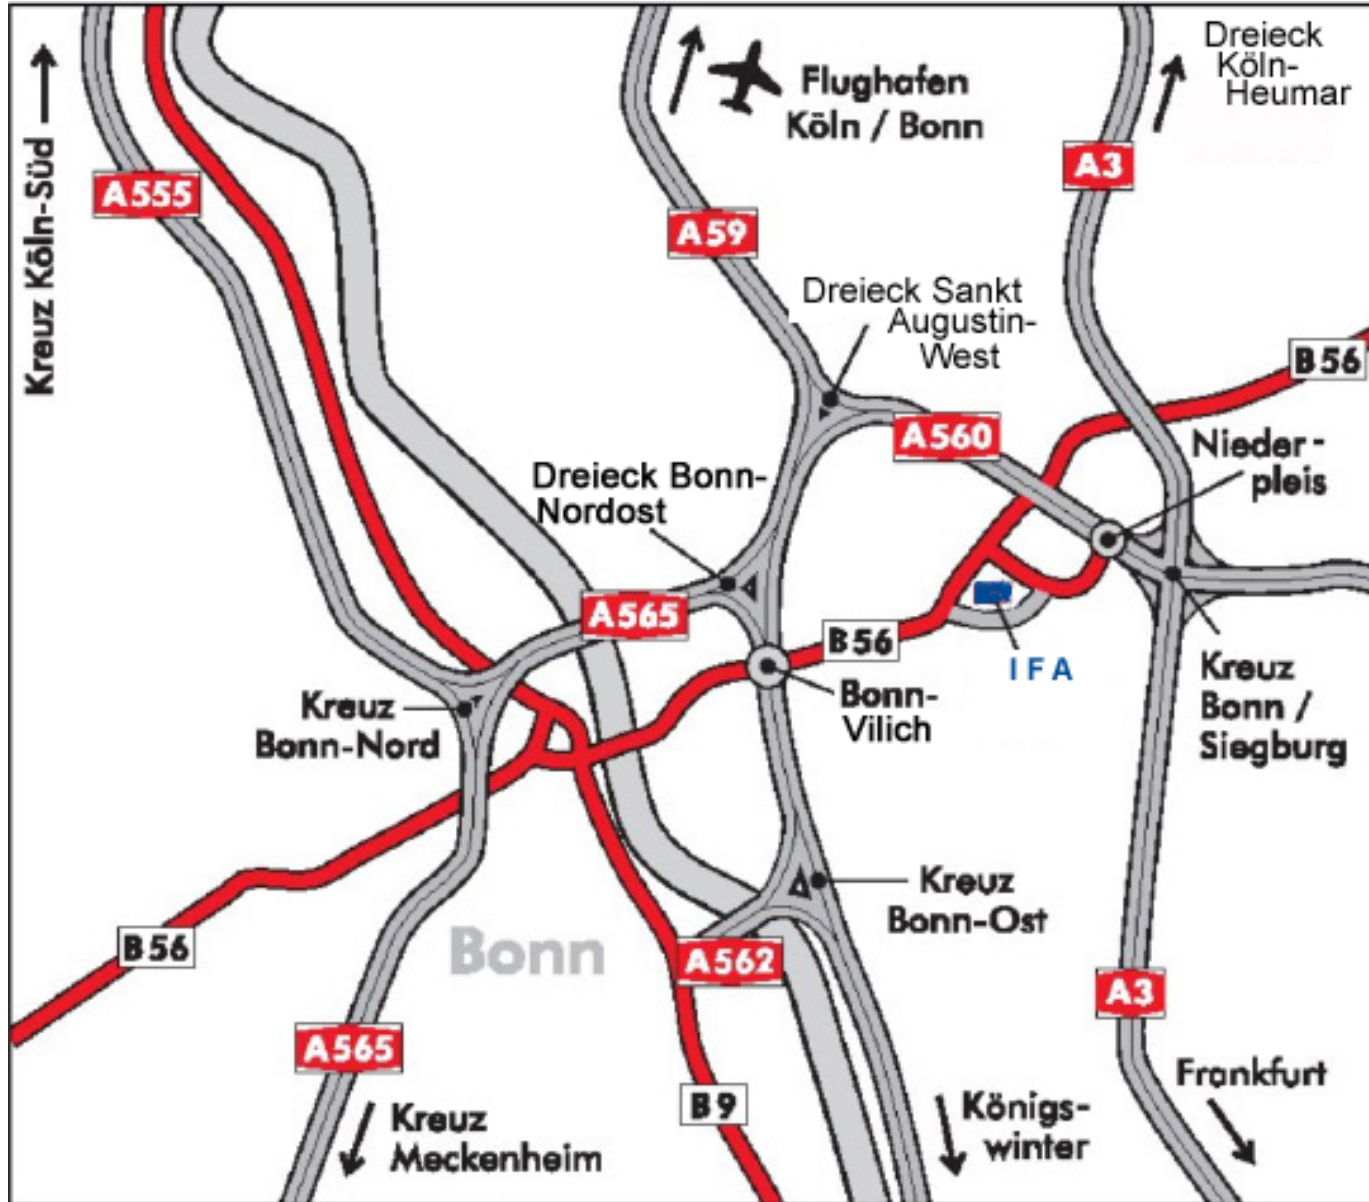 Kreuz Köln-Süd
Flughafen
Köln / Bonn
Dreieck
Köln-
Heumar
A3
A555
A59
Dreieck Sankt
Augustin-
West
B56
A560
Nieder-
pleis
Dreieck Bonn-
Nordost
A565
B56
IFA
Kreuz
Bonn /
Siegburg
Bonn-
Vilich
Kreuz
Bonn-Nord
Kreuz
Bonn-Ost
B56
Bonn
A562
A3
A565
B9
Frankfurt
Kreuz
Meckenheim
Königs-
winter